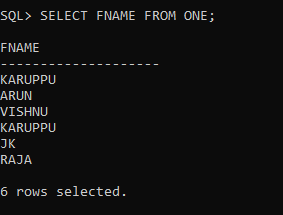 SQL> SELECT FNAME FROM ONE;
FNAME
--------------------
KARUPPU
ARUN
VISHNU
KARUPPU
JK
RAJA
6 rows selected.